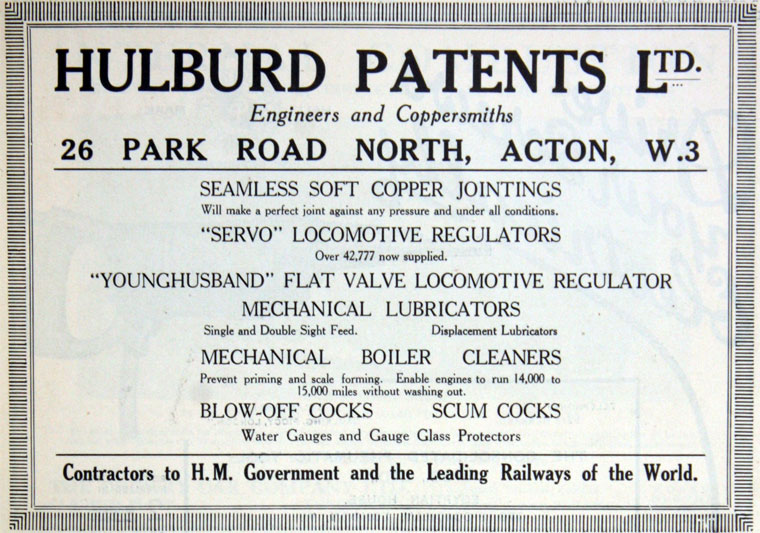 HULBURD PATENTS LTD.
Engineers and Coppersmiths
26 PARK ROAD NORTH, ACTON, W.3
SEAMLESS SOFT COPPER JOINTINGS
Will make a perfect joint against any pressure and under all conditions.
"SERVO" LOCOMOTIVE REGULATORS
Over 42,777 now supplied.
"YOUNGHUSBAND" FLAT VALVE LOCOMOTIVE REGULATOR
MECHANICAL LUBRICATORS
Single and Double Sight Feed. Displacement Lubricators
MECHANICAL BOILER CLEANERS
Prevent priming and scale forming. Enable engines to run 14,000 to
15,000 miles without washing out.
BLOW-OFF COCKS SCUM COCKS
Water Gauges and Gauge Glass Protectors
Contractors to H.M. Government and the Leading Railways of the World.